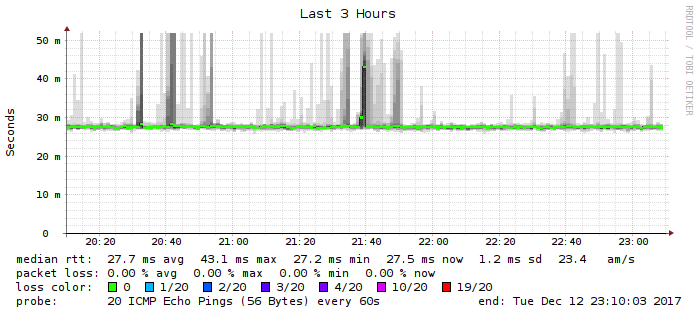 Last 3 Hours
RRDTOOL / TOBI OETIKER
Seconds
50 m
40 m
30 m
20 m
10 m
0
20:20 20:40 21:00 21:20 21:40 22:00 22:20 22:40 23:00
median rtt: 27.7 ms avg 43.1 ms max 27.2 ms min 27.5 ms now 1.2 ms sd 23.4 am/s
packet loss: 0.00 % avg 0.00 % max 0.00 % min 0.00 % now
loss color: 0 1/20 2/20 3/20 4/20 10/20 19/20
probe: 20 ICMP Echo Pings (56 Bytes) every 60s end: Tue Dec 12 23:10:03 2017